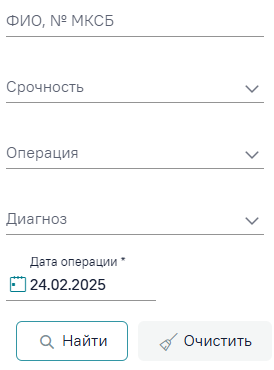 ФИО, № МКСБ
Срочность
Операция
Диагноз
Дата операции *
24.02.2025
Найти
Очистить